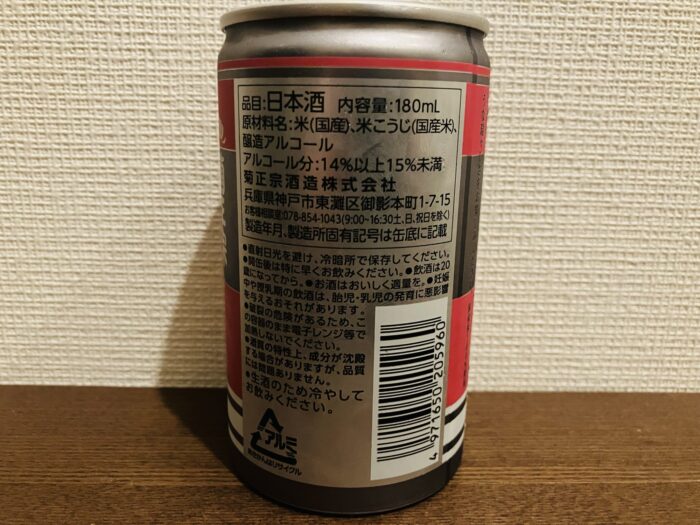 品目:日本酒 内容量:180mL
原材料名:米(国産)、米こうじ(国産米)、
醸造アルコール
アルコール分:14%以上15%未満
菊正宗酒造株式会社
兵庫県神戸市東灘区御影本町1-7-15
お客様相談室:078-854-1043(9:00~16:30土、日、祝日を除く)
製造年月、製造所固有記号は缶底に記載
●直射日光を避け、冷暗所で保存してください。
●開缶後は特に早くお飲みください。●飲酒は20
歳になってから。●お酒はおいしく適量を。●妊娠
中や授乳期の飲酒は、胎児・乳児の発育に悪影響
を与えるおそれがあります。
●破裂の危険があるため、こ
の容器のまま電子レンジ等で
加熱しないでください。
●酒質の特性上、成分が沈殿
する場合がありますが、品質
には問題ありません。
●生酒のため冷やして
お飲みください。
アルミ
あきかんはリサイクル
4 971650 205960